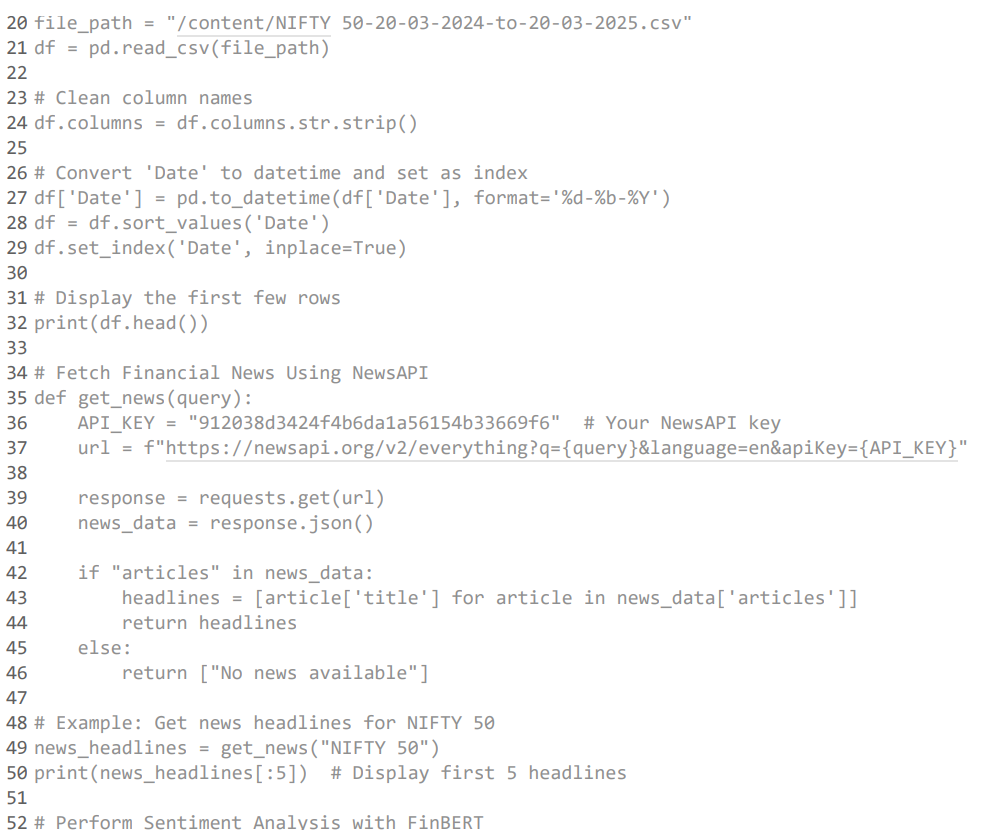 20 file_path = "/content/NIFTY 50-20-03-2024-to-20-03-2025.csv"
21 df = pd.read_csv(file_path)
22
23 # Clean column names
24 df.columns = df.columns.str.strip()
25
26 # Convert 'Date' to datetime and set as index
27 df['Date'] = pd.to_datetime(df['Date'], format='%d-%b-%Y')
28 df = df.sort_values('Date')
29 df.set_index('Date', inplace=True)
30
31 # Display the first few rows
32 print(df.head())
33
34 # Fetch Financial News Using NewsAPI
35 def get_news(query):
36     API_KEY = "912038d3424f4b6da1a56154b33669f6"  # Your NewsAPI key
37     url = f"https://newsapi.org/v2/everything?q={query}&language=en&apiKey={API_KEY}"
38
39     response = requests.get(url)
40     news_data = response.json()
41
42     if "articles" in news_data:
43         headlines = [article['title'] for article in news_data['articles']]
44         return headlines
45     else:
46         return ["No news available"]
47
48 # Example: Get news headlines for NIFTY 50
49 news_headlines = get_news("NIFTY 50")
50 print(news_headlines[:5])  # Display first 5 headlines
51
52 # Perform Sentiment Analysis with FinBERT